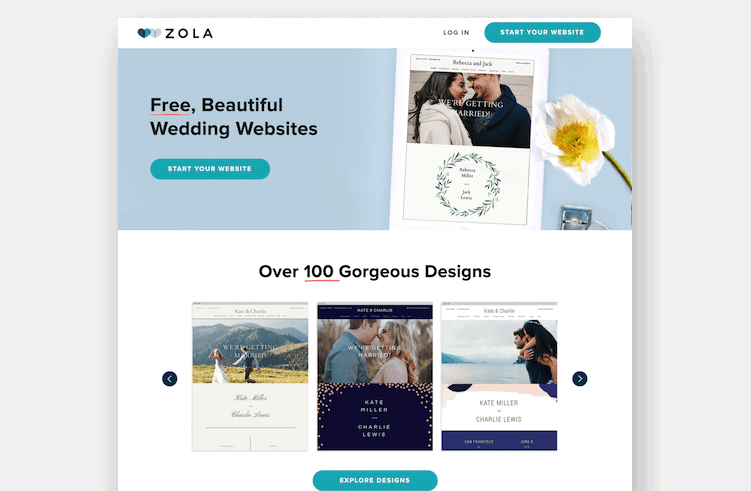 ZOLA
LOG IN
START YOUR WEBSITE
Free, Beautiful
Wedding Websites
START YOUR WEBSITE
Rebecca and Jack
WE'RE GETTING
MARRIED!
Rebecca
Miller
Jack
Lewis
Over 100 Gorgeous Designs
Kate & Charlie
WE'RE GETTING
MARRIED
Kate Miller
Charlie Lewis
KATE & CHARLIE
WE'RE GETTING
MARRIED!
KATE
MILLER
CHARLIE
LEWIS
Kate & Charlie
KATE MILLER
CHARLIE LEWIS
SAN FRANCISCO
JUNE 8
EXPLORE DESIGNS